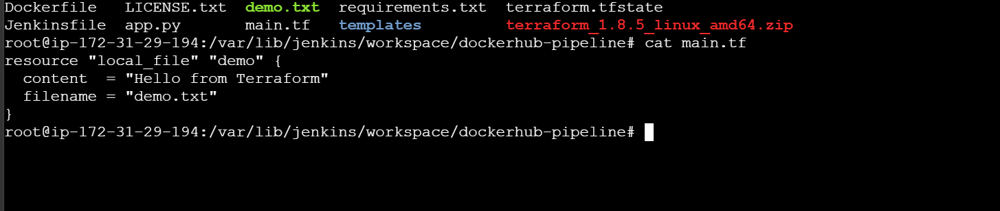 Dockerfile   LICENSE.txt  demo.txt  requirements.txt  terraform.tfstate
Jenkinsfile  app.py       main.tf   templates         terraform_1.8.5_linux_amd64.zip
root@ip-172-31-29-194:/var/lib/jenkins/workspace/dockerhub-pipeline# cat main.tf
resource "local_file" "demo" {
  content  = "Hello from Terraform"
  filename = "demo.txt"
}
root@ip-172-31-29-194:/var/lib/jenkins/workspace/dockerhub-pipeline#